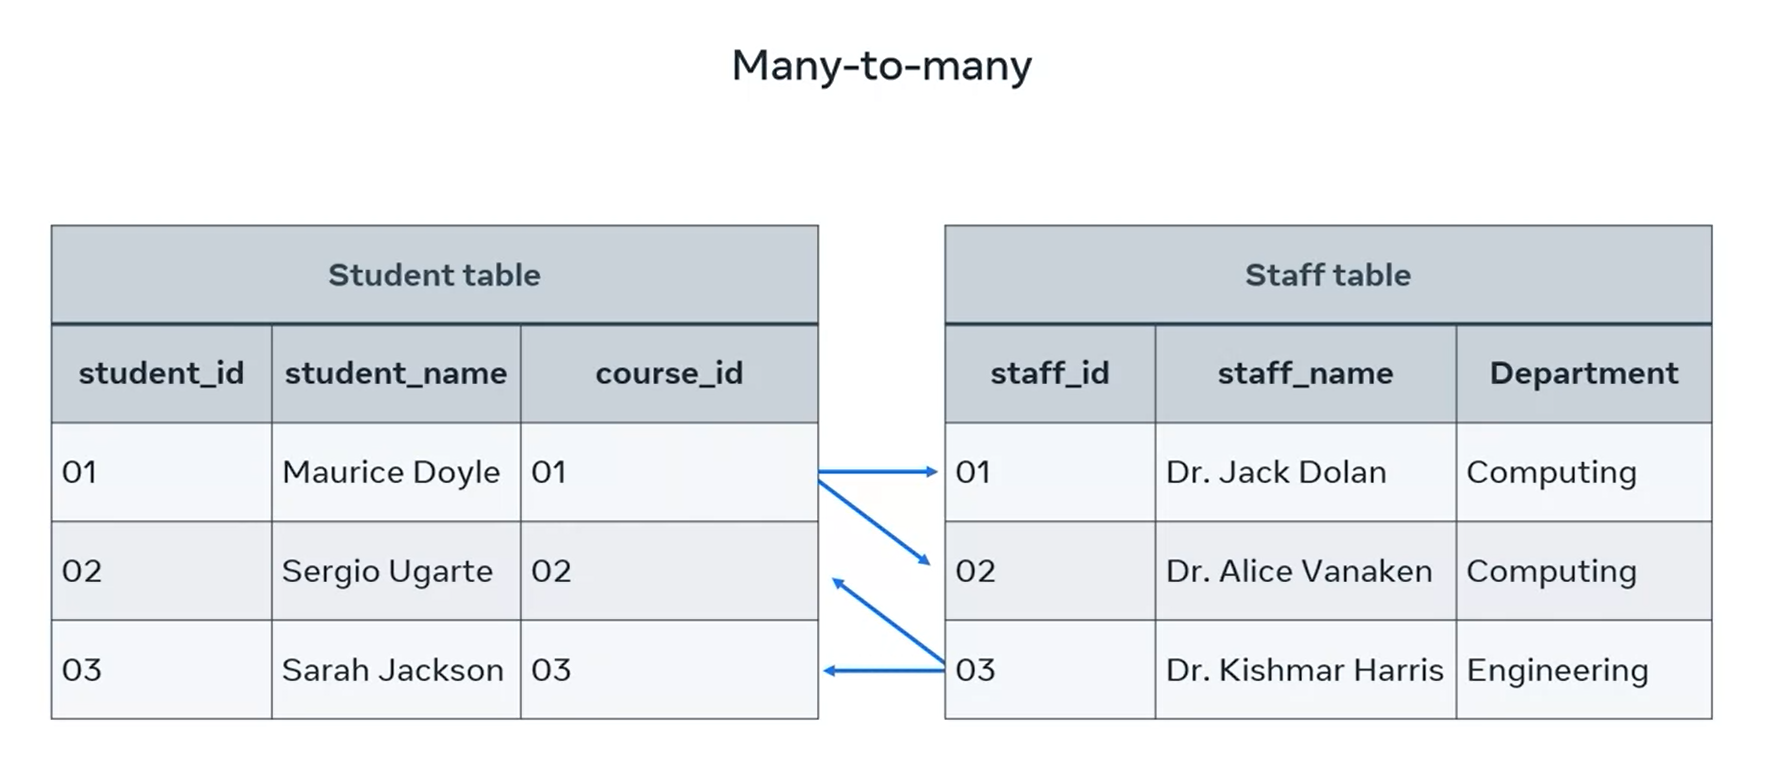 Many-to-many
Student table
student_id student_name course_id
01 Maurice Doyle 01
02 Sergio Ugarte 02
03 Sarah Jackson 03
Staff table
staff_id staff_name Department
01 Dr. Jack Dolan Computing
02 Dr. Alice Vanaken Computing
03 Dr. Kishmar Harris Engineering